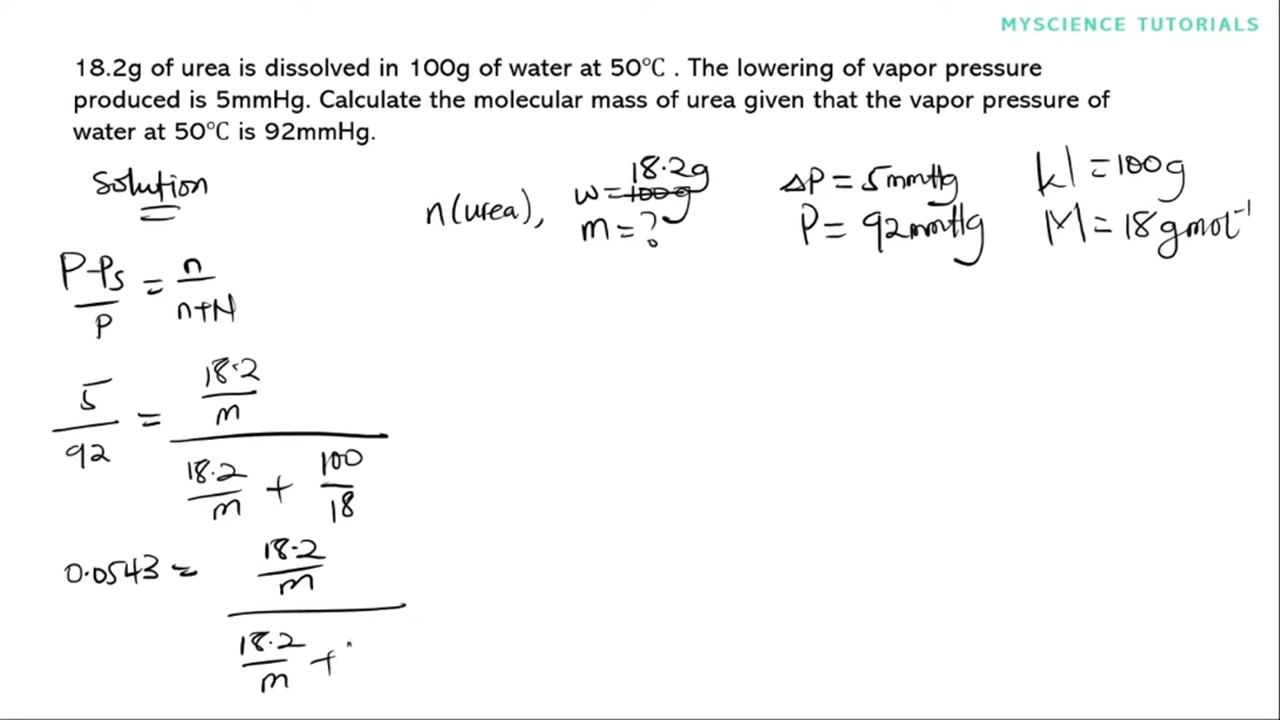 MYSCIENCE TUTORIALS
18.2g of urea is dissolved in 100g of water at 50°C . The lowering of vapor pressure
produced is 5mmHg. Calculate the molecular mass of urea given that the vapor pressure of
water at 50°C is 92mmHg.
Solution
n(urea), w = 18.2g 100g
m = ?
ΔP = 5mmHg
P = 92mmHg
W = 100g
M = 18gmol⁻¹
P-Ps/P = n/n+N
5/92 = 18.2/m / 18.2/m + 100/18
0.0543 = 18.2/m / 18.2/m +